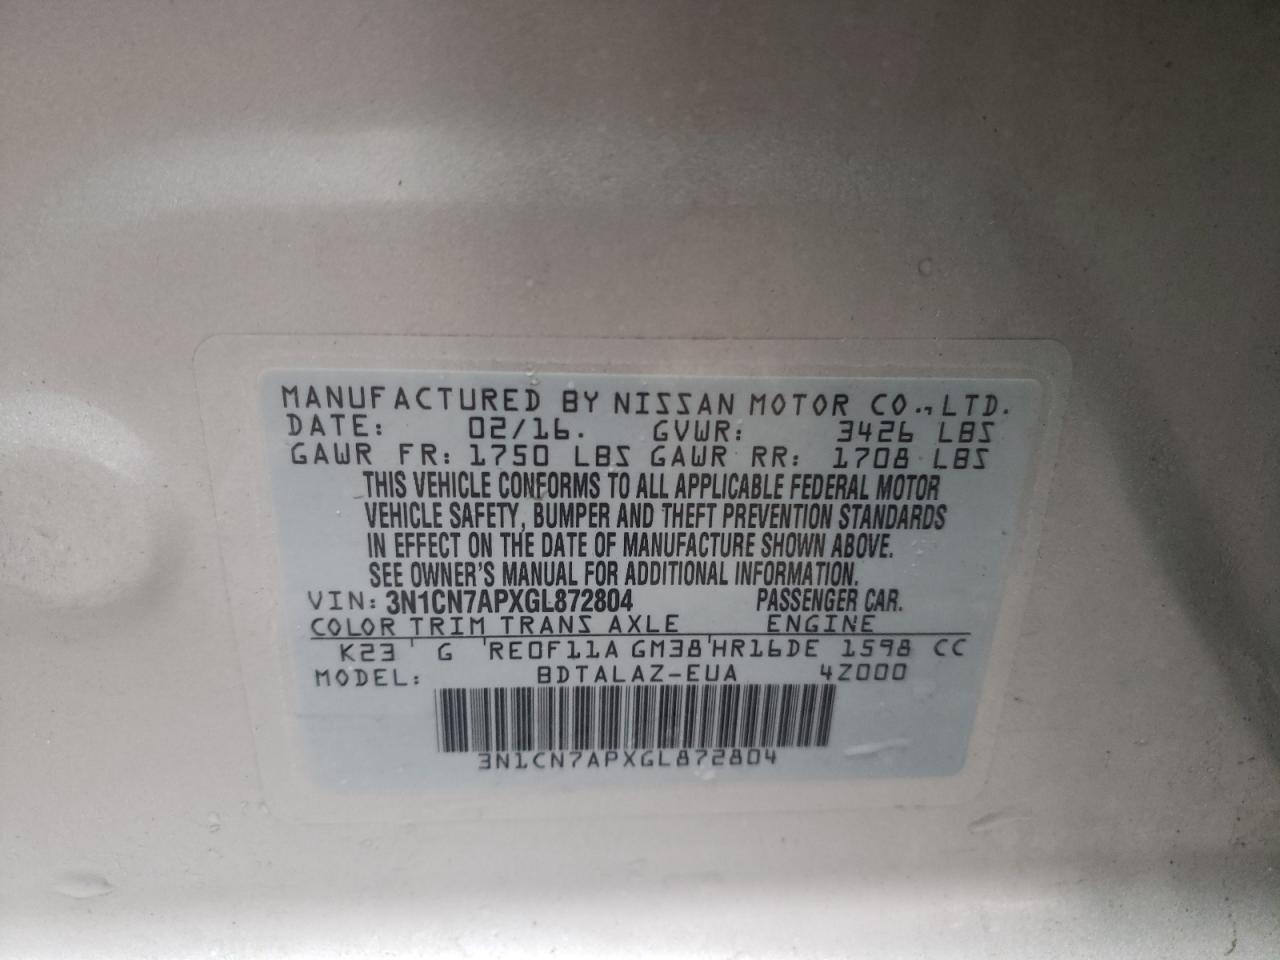 MANUFACTURED BY NISSAN MOTOR CO., LTD.
DATE: 02/16. GVWR: 3426 LBS
GAWR FR: 1750 LBS GAWR RR: 1708 LBS
THIS VEHICLE CONFORMS TO ALL APPLICABLE FEDERAL MOTOR
VEHICLE SAFETY, BUMPER AND THEFT PREVENTION STANDARDS
IN EFFECT ON THE DATE OF MANUFACTURE SHOWN ABOVE.
SEE OWNER'S MANUAL FOR ADDITIONAL INFORMATION.
VIN: 3N1CN7APXGL872804 PASSENGER CAR.
COLOR TRIM TRANS AXLE ENGINE
K23 ' G 'RE0F11A GM38'HR16DE 1598 CC
MODEL: BDTALAZ-EUA 4Z000
3N1CN7APXGL872804